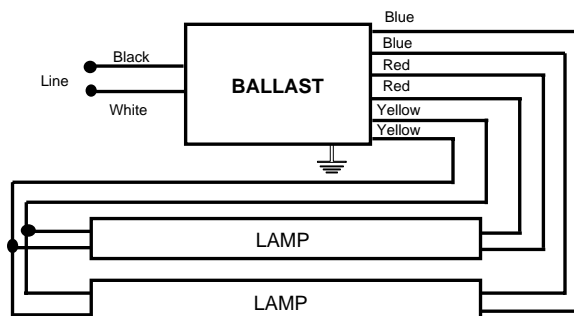 Blue
Blue
Black
Red
Line
BALLAST
Red
White
Yellow
Yellow
LAMP
LAMP